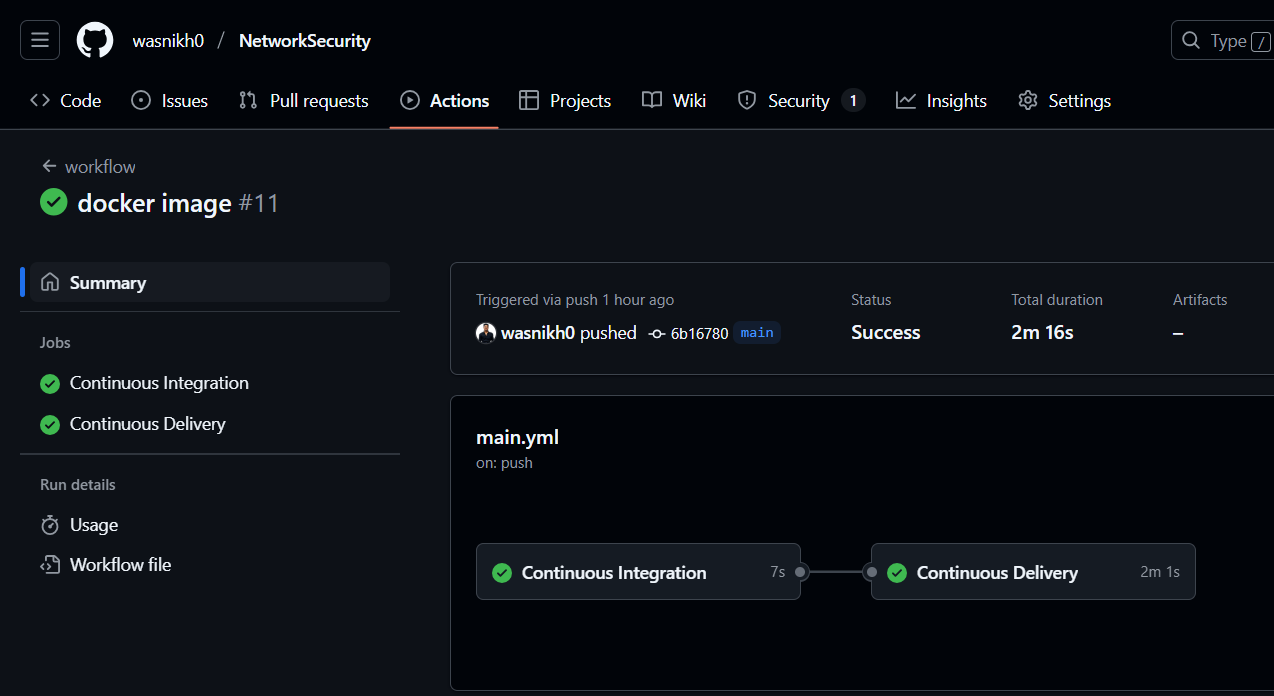 wasnikh0 / NetworkSecurity
Type /
Code Issues Pull requests Actions Projects Wiki Security 1 Insights Settings
workflow
docker image #11
Summary
Jobs
Continuous Integration
Continuous Delivery
Run details
Usage
Workflow file
Triggered via push 1 hour ago
wasnikh0 pushed 6b16780 main
Status
Success
Total duration
2m 16s
Artifacts
–
main.yml
on: push
Continuous Integration 7s
Continuous Delivery 2m 1s